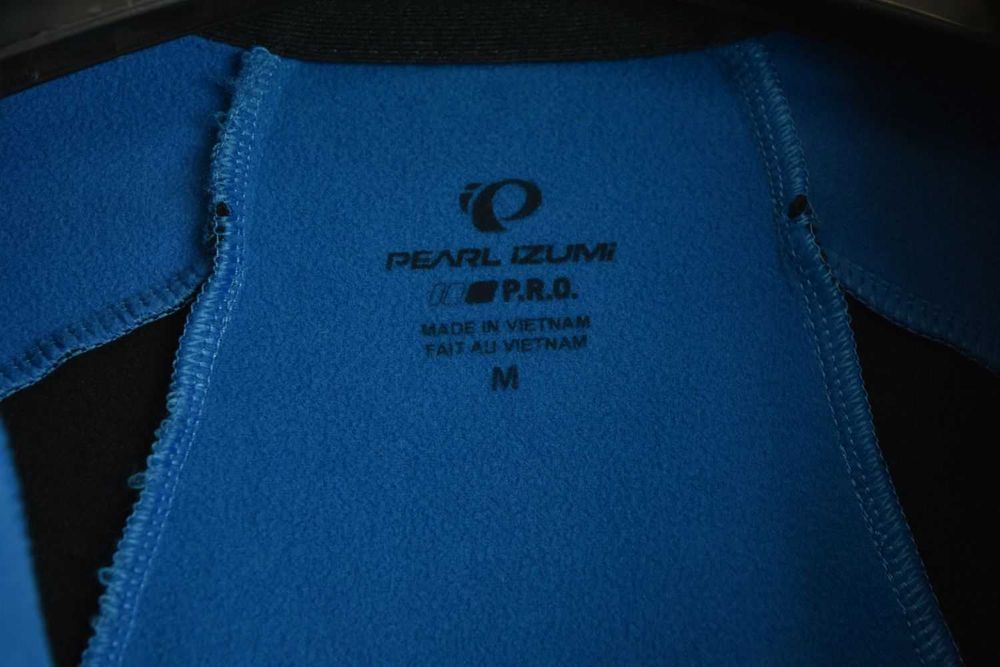 PEARL iZUMi
P.R.O.
MADE IN VIETNAM
FAIT AU VIETNAM
M